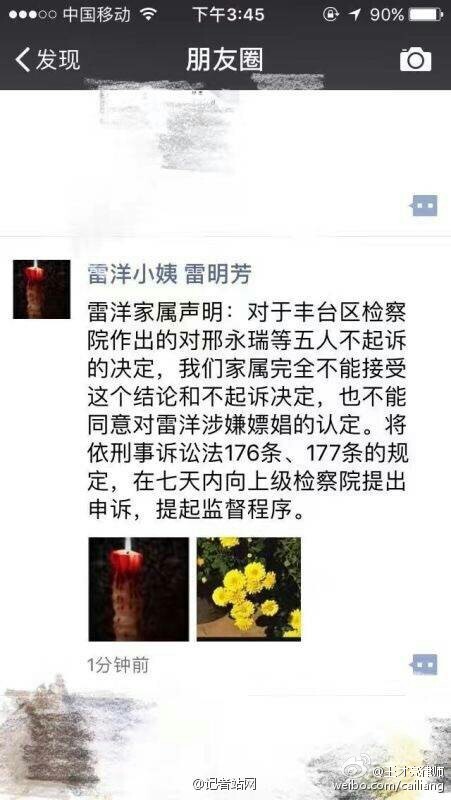 中国移动 下午3:45 90%
发现 朋友圈
雷洋小姨 雷明芳
雷洋家属声明：对于丰台区检察
院作出的对邢永瑞等五人不起诉
的决定，我们家属完全不能接受
这个结论和不起诉决定，也不能
同意对雷洋涉嫌嫖娼的认定。将
依刑事诉讼法176条、177条的规
定，在七天内向上级检察院提出
申诉，提起监督程序。
1分钟前
@记者站网
weibo.com/cailiang